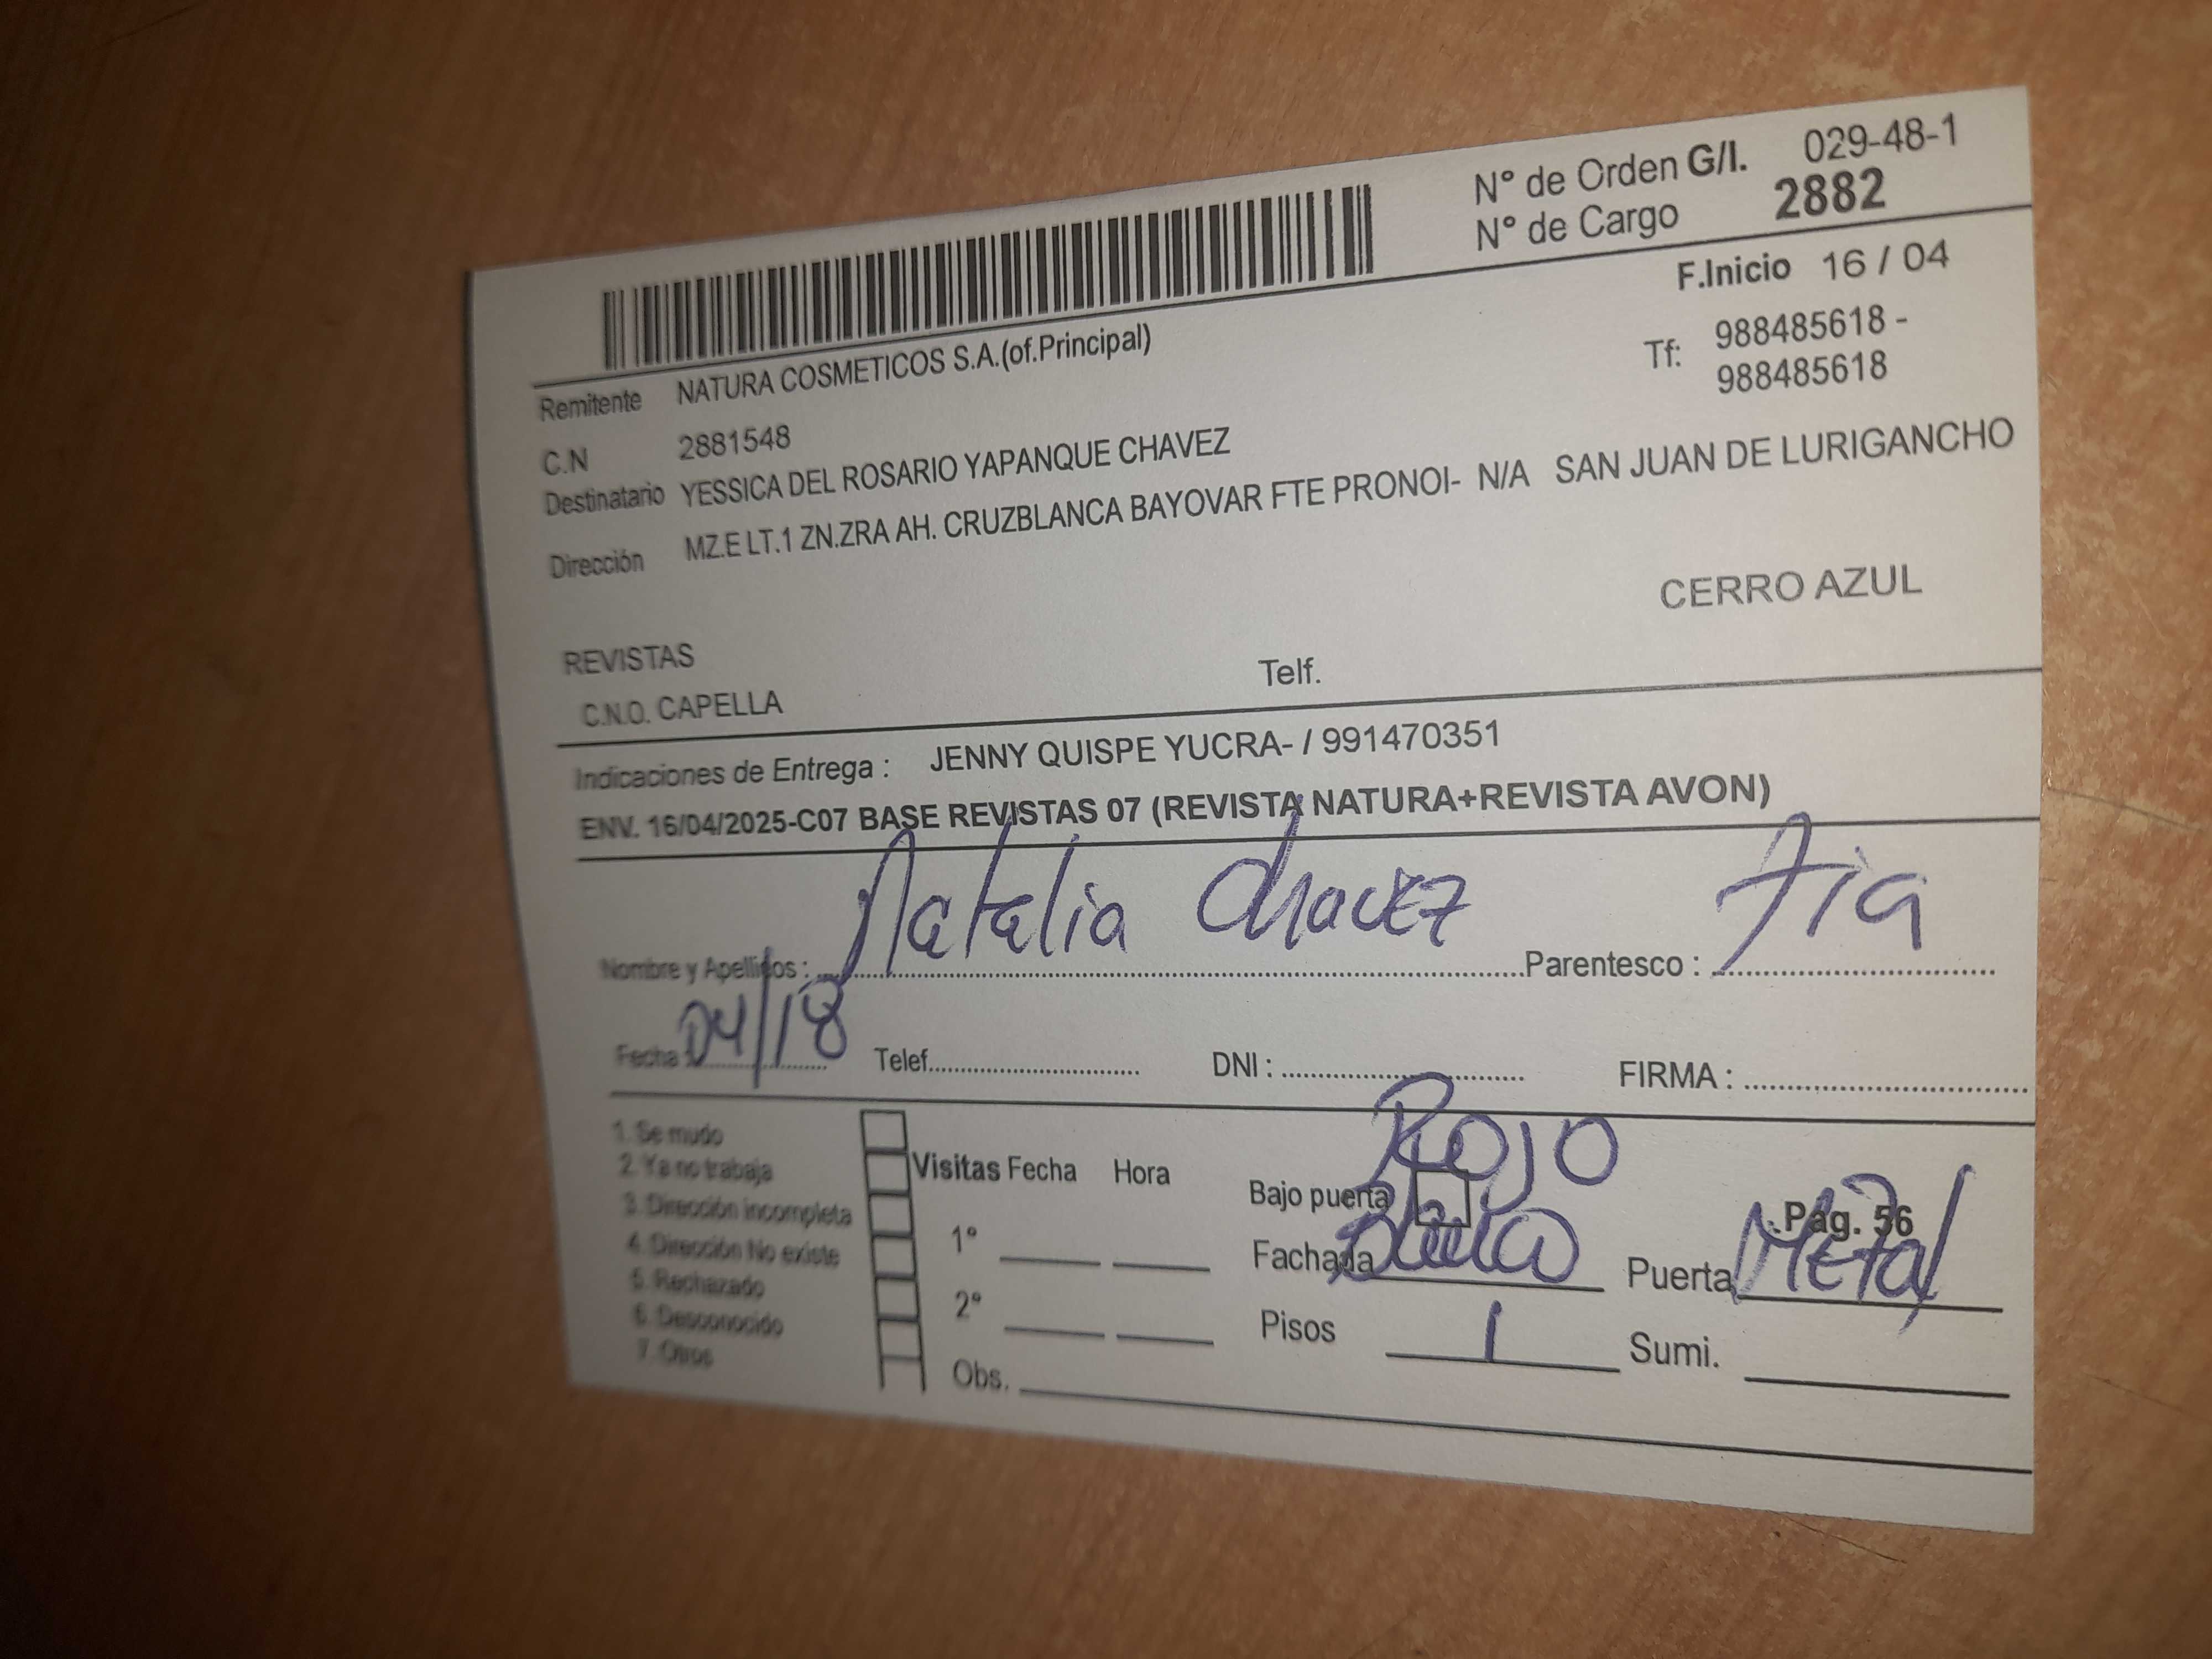 N° de Orden G/I. 029-48-1
N° de Cargo 2882
F.Inicio 16 / 04
Remitente NATURA COSMETICOS S.A.(of.Principal)
Tf: 988485618 -
988485618
C.N 2881548
Destinatario YESSICA DEL ROSARIO YAPANQUE CHAVEZ
Dirección MZ.E LT.1 ZN.ZRA AH. CRUZBLANCA BAYOVAR FTE PRONOI- N/A SAN JUAN DE LURIGANCHO
CERRO AZUL
REVISTAS
C.N.O. CAPELLA Telf.
Indicaciones de Entrega : JENNY QUISPE YUCRA- / 991470351
ENV. 16/04/2025-C07 BASE REVISTAS 07 (REVISTA NATURA+REVISTA AVON)
Nombre y Apellidos : Natalia Chavez Parentesco : Tia
Fecha : 04/18 Telef. DNI : FIRMA :
1. Se mudo
2. Ya no trabaja
3. Dirección incompleta
4. Dirección No existe
5. Rechazado
6. Desconocido
7. Otros
Visitas Fecha Hora
1°
2°
Obs.
Rojo
Bajo puerta
Pag. 56
Fachada Puerta Metal
Pisos 1 Sumi.